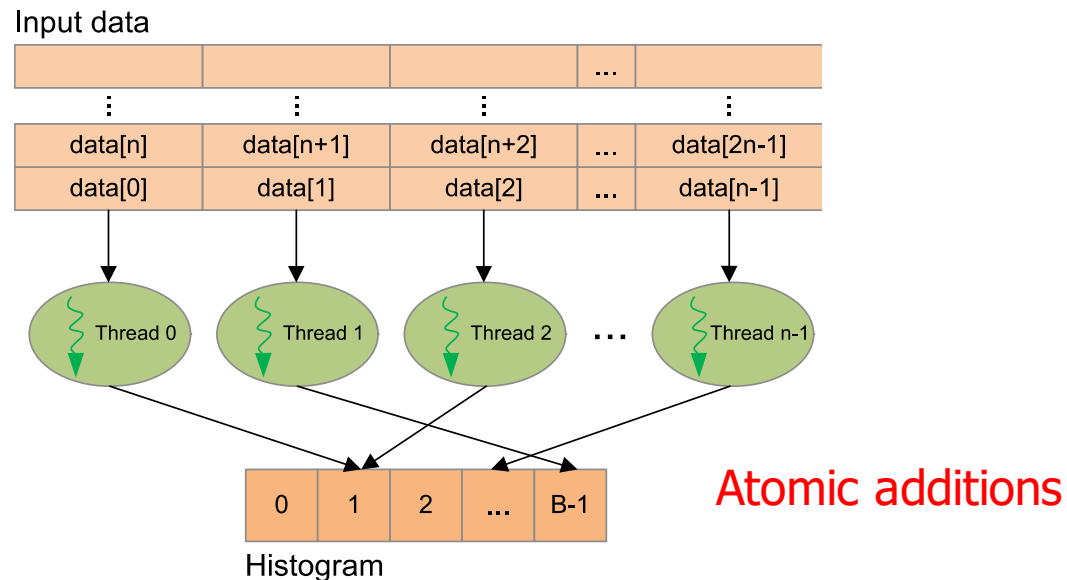 Input data
...
data[n] data[n+1] data[n+2] ... data[2n-1]
data[0] data[1] data[2] ... data[n-1]
Thread 0 Thread 1 Thread 2 ... Thread n-1
0 1 2 ... B-1
Atomic additions
Histogram